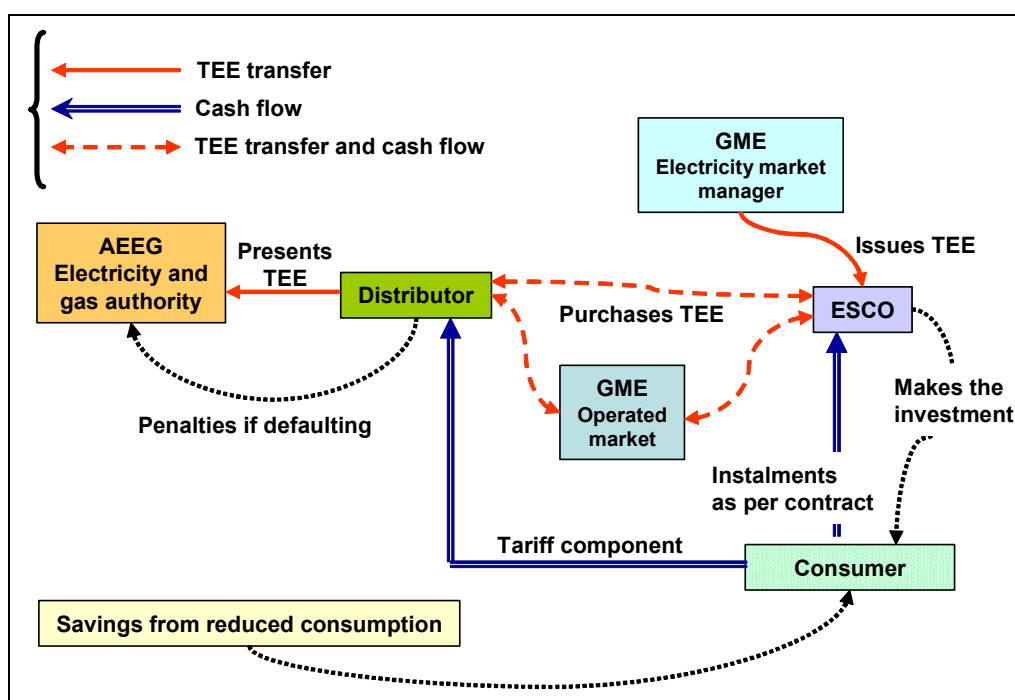 TEE transfer
Cash flow
TEE transfer and cash flow
GME
Electricity market
manager
AEEG
Electricity and
gas authority
Presents
TEE
Distributor
Issues TEE
Purchases TEE
ESCO
GME
Operated
market
Makes the
investment
Penalties if defaulting
Instalments
as per contract
Tariff component
Consumer
Savings from reduced consumption